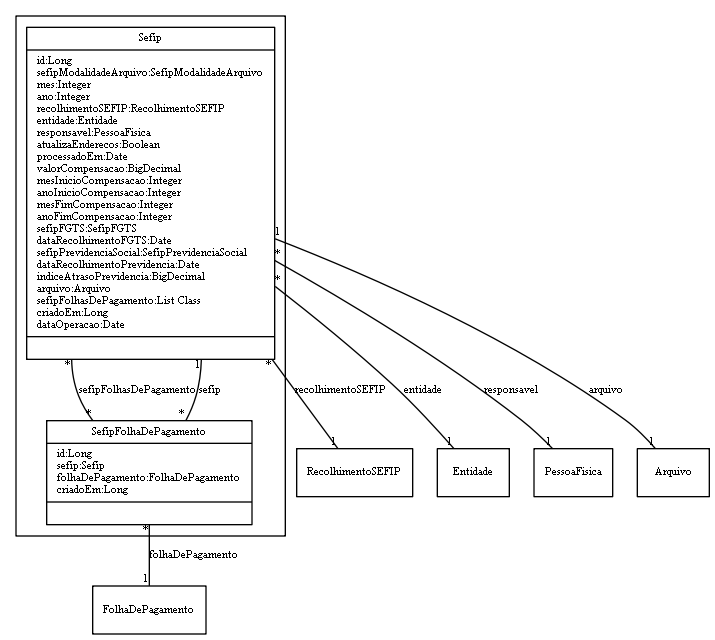 Sefip
id:Long
sefipModalidadeArquivo:SefipModalidadeArquivo
mes:Integer
ano:Integer
recolhimentoSEFIP:RecolhimentoSEFIP
entidade:Entidade
responsavel:PessoaFisica
atualizaEnderecos:Boolean
processadoEm:Date
valorCompensacao:BigDecimal
mesInicioCompensacao:Integer
anoInicioCompensacao:Integer
mesFimCompensacao:Integer
anoFimCompensacao:Integer
sefipFGTS:SefipFGTS
dataRecolhimentoFGTS:Date
sefipPrevidenciaSocial:SefipPrevidenciaSocial
dataRecolhimentoPrevidencia:Date
indiceAtrasoPrevidencia:BigDecimal
arquivo:Arquivo
sefipFolhasDePagamento:List Class
criadoEm:Long
dataOperacao:Date
1
*
*
* 1 *
sefipFolhasDePagamento sefip recolhimentoSEFIP entidade responsavel arquivo
* * 1 1 1 1
SefipFolhaDePagamento
id:Long
sefip:Sefip
folhaDePagamento:FolhaDePagamento
criadoEm:Long
RecolhimentoSEFIP Entidade PessoaFisica Arquivo
*
folhaDePagamento
1
FolhaDePagamento